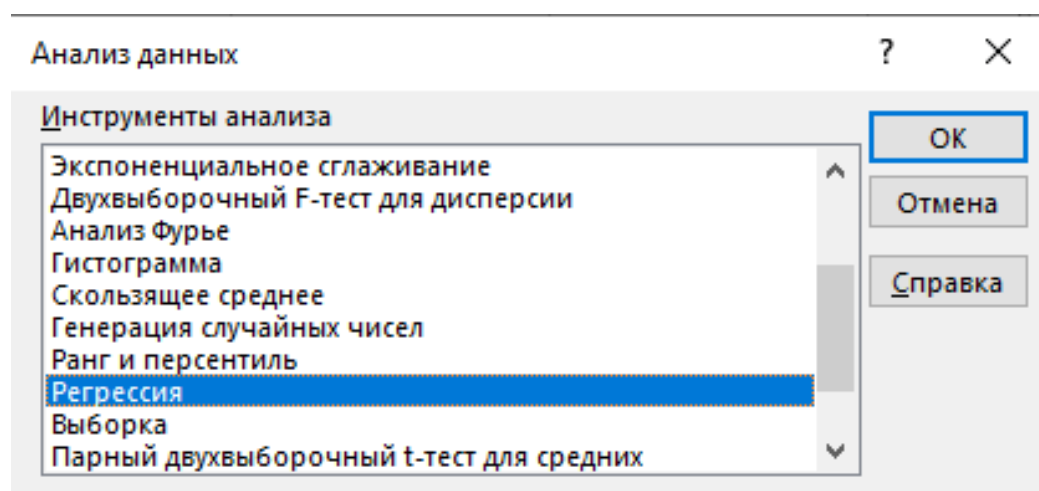 Анализ данных ?
Инструменты анализа
Экспоненциальное сглаживание
Двухвыборочный F-тест для дисперсии
Анализ Фурье
Гистограмма
Скользящее среднее
Генерация случайных чисел
Ранг и персентиль
Регрессия
Выборка
Парный двухвыборочный t-тест для средних
OK
Отмена
Справка